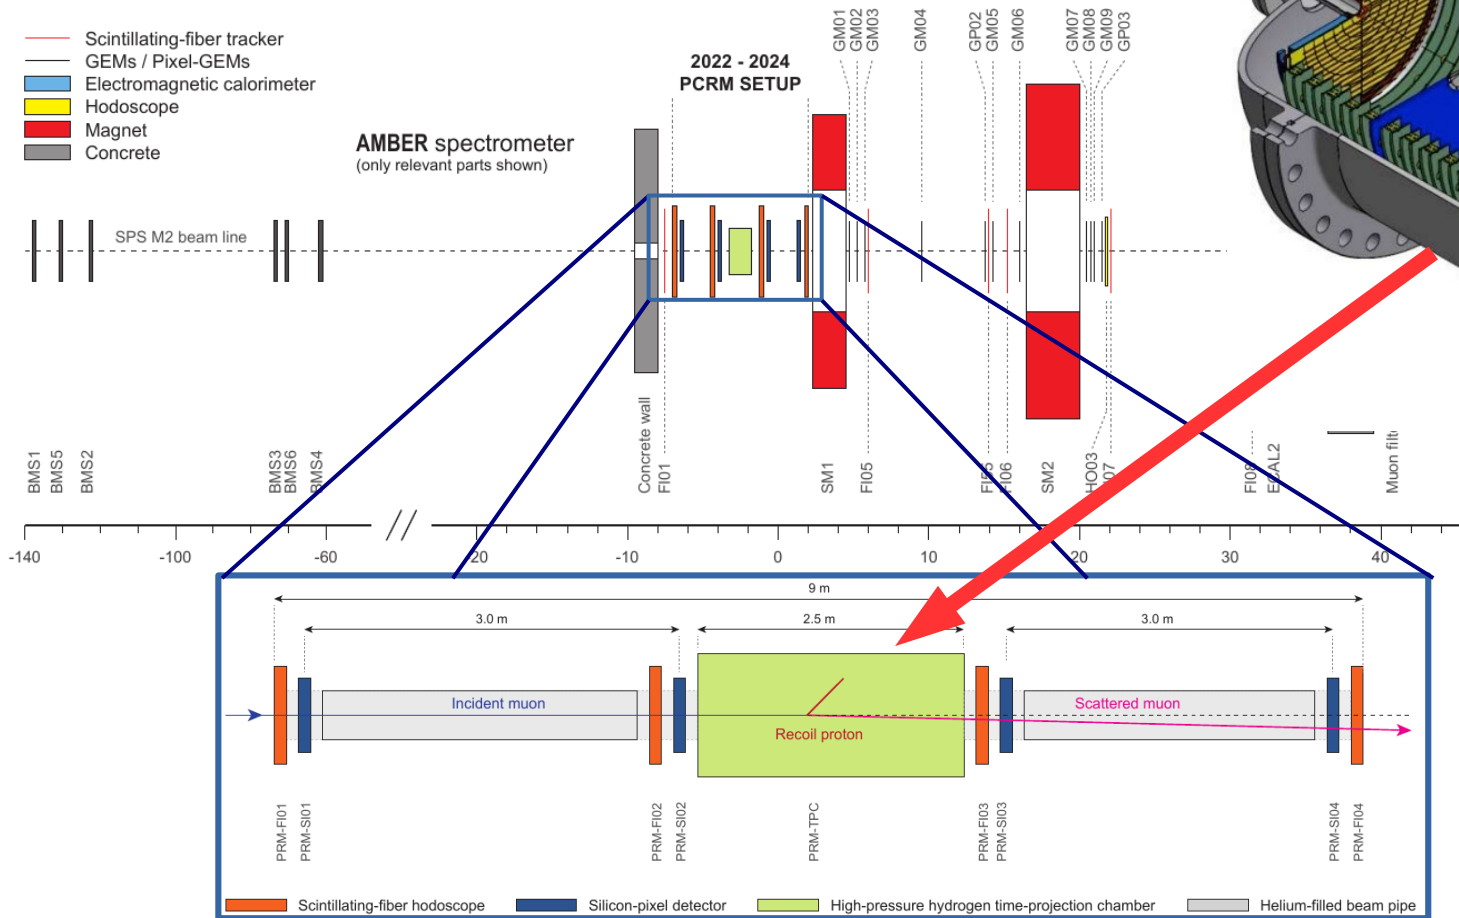 Scintillating-fiber tracker
GEMs / Pixel-GEMs
Electromagnetic calorimeter
Hodoscope
Magnet
Concrete
AMBER spectrometer
(only relevant parts shown)
2022 - 2024
PCRM SETUP
GM01
GM02
GM03
GM04
GP02
GM05
GM06
GM07
GM08
GM09
GP03
SPS M2 beam line
BMS1
BMS5
BMS2
BMS3
BMS6
BMS4
Concrete wall
FI01
SM1
FI05
FI55
FI06
SM2
HO03
ECAL2
-140
-100
-60
-10
0
10
20
30
40
9 m
3.0 m
2.5 m
3.0 m
Incident muon
Recoil proton
Scattered muon
PRM-FI01
PRM-SI01
PRM-FI02
PRM-SI02
PRM-TPC
PRM-FI03
PRM-SI03
PRM-SI04
PRM-FI04
Scintillating-fiber hodoscope
Silicon-pixel detector
High-pressure hydrogen time-projection chamber
Helium-filled beam pipe